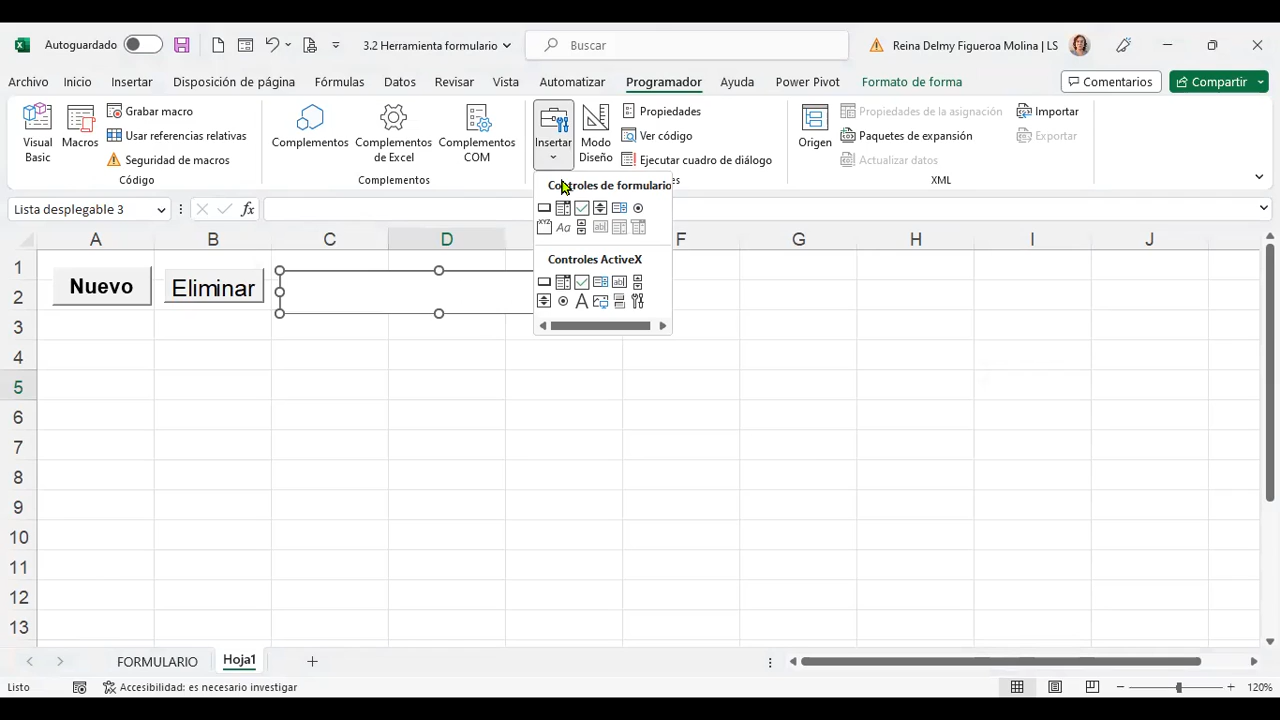 Autoguardado
3.2 Herramienta formulario
Buscar
Reina Delmy Figueroa Molina | LS
Archivo Inicio Insertar Disposición de página Fórmulas Datos Revisar Vista Automatizar Programador Ayuda Power Pivot Formato de forma
Comentarios
Compartir
Visual Basic
Macros
Grabar macro
Usar referencias relativas
Seguridad de macros
Código
Complementos
Complementos de Excel
Complementos COM
Complementos
Insertar
Modo Diseño
Propiedades
Ver código
Ejecutar cuadro de diálogo
Origen
Propiedades de la asignación
Paquetes de expansión
Actualizar datos
Importar
Exportar
XML
Controles de formulario
XYZ Aa ab
Controles ActiveX
ab
A
Lista desplegable 3
fx
A B C D F G H I J
1
2
3
4
5
6
7
8
9
10
11
12
13
Nuevo
Eliminar
FORMULARIO
Hoja1
Listo
Accesibilidad: es necesario investigar
120%